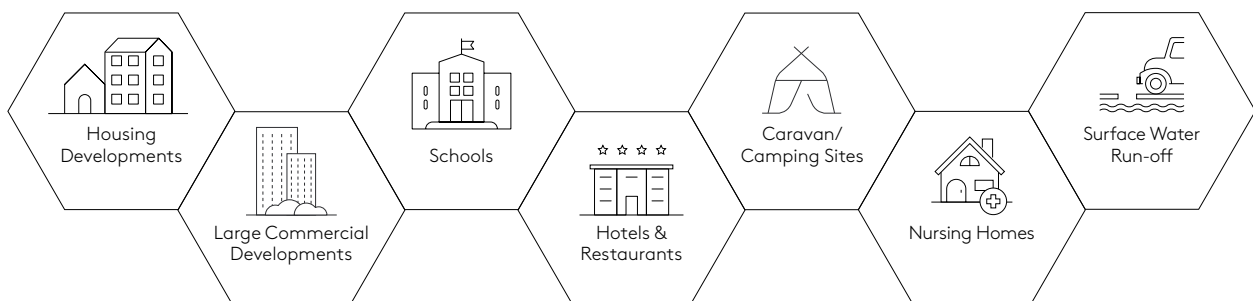 Housing
Developments
Large Commercial
Developments
Schools
Hotels &
Restaurants
Caravan/
Camping Sites
Nursing Homes
Surface Water
Run-off